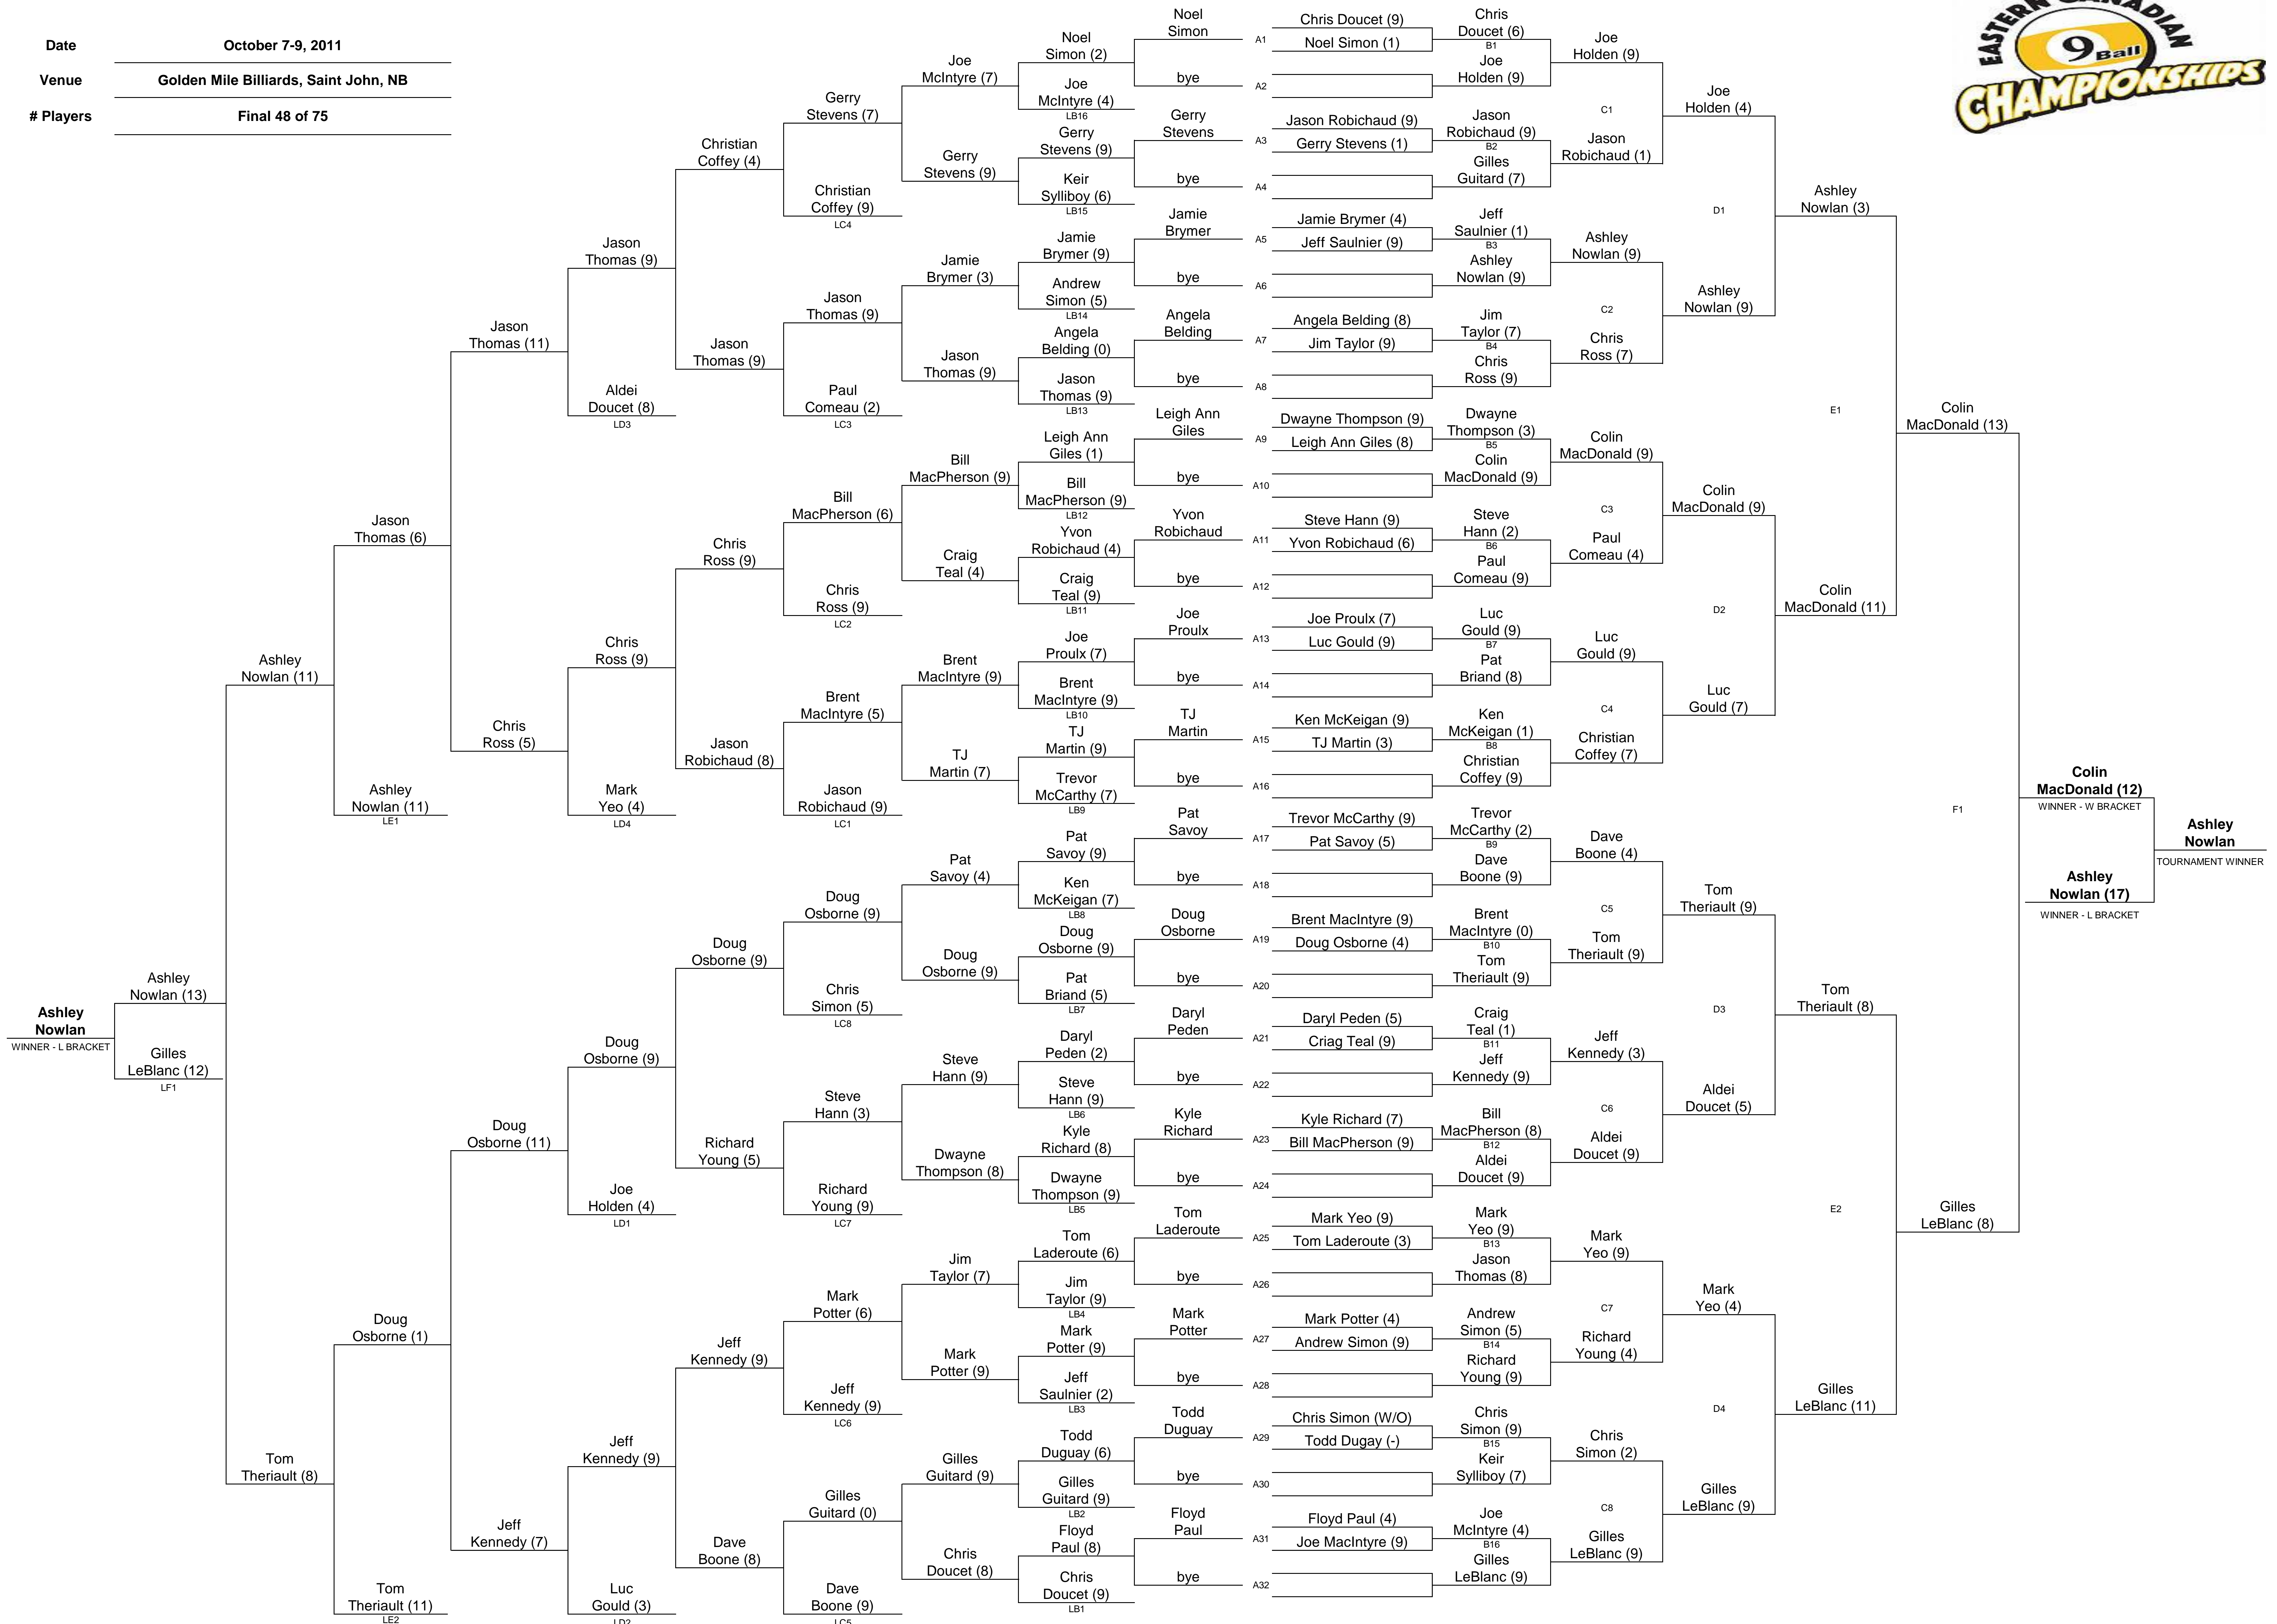 EASTERN CANADIAN
9 Ball
CHAMPIONSHIPS
Date
October 7-9, 2011
Venue
Golden Mile Billiards, Saint John, NB
# Players
Final 48 of 75
Ashley
Nowlan
WINNER - L BRACKET
Ashley
Nowlan (13)
Gilles
LeBlanc (12)
LF1
Ashley
Nowlan (11)
Tom
Theriault (8)
Jason
Thomas (6)
Ashley
Nowlan (11)
LE1
Doug
Osborne (1)
Tom
Theriault (11)
LE2
Jason
Thomas (11)
Chris
Ross (5)
Doug
Osborne (11)
Jeff
Kennedy (7)
Jason
Thomas (9)
Aldei
Doucet (8)
LD3
Chris
Ross (9)
Mark
Yeo (4)
LD4
Doug
Osborne (9)
Joe
Holden (4)
LD1
Jeff
Kennedy (9)
Luc
Gould (3)
LD2
Christian
Coffey (4)
Jason
Thomas (9)
Chris
Ross (9)
Jason
Robichaud (8)
Doug
Osborne (9)
Richard
Young (5)
Jeff
Kennedy (9)
Dave
Boone (8)
Gerry
Stevens (7)
Christian
Coffey (9)
LC4
Jason
Thomas (9)
Paul
Comeau (2)
LC3
Bill
MacPherson (6)
Chris
Ross (9)
LC2
Brent
MacIntyre (5)
Jason
Robichaud (9)
LC1
Doug
Osborne (9)
Chris
Simon (5)
LC8
Steve
Hann (3)
Richard
Young (9)
LC7
Mark
Potter (6)
Jeff
Kennedy (9)
LC6
Gilles
Guitard (0)
Dave
Boone (9)
LC5
Joe
McIntyre (7)
Gerry
Stevens (9)
Jamie
Brymer (3)
Jason
Thomas (9)
Bill
MacPherson (9)
Craig
Teal (4)
Brent
MacIntyre (9)
TJ
Martin (7)
Pat
Savoy (4)
Doug
Osborne (9)
Steve
Hann (9)
Dwayne
Thompson (8)
Jim
Taylor (7)
Mark
Potter (9)
Gilles
Guitard (9)
Chris
Doucet (8)
Noel
Simon (2)
Joe
McIntyre (4)
LB16
Gerry
Stevens (9)
Keir
Sylliboy (6)
LB15
Jamie
Brymer (9)
Andrew
Simon (5)
LB14
Angela
Belding (0)
Jason
Thomas (9)
LB13
Leigh Ann
Giles (1)
Bill
MacPherson (9)
LB12
Yvon
Robichaud (4)
Craig
Teal (9)
LB11
Joe
Proulx (7)
Brent
MacIntyre (9)
LB10
TJ
Martin (9)
Trevor
McCarthy (7)
LB9
Pat
Savoy (9)
Ken
McKeigan (7)
LB8
Doug
Osborne (9)
Pat
Briand (5)
LB7
Daryl
Peden (2)
Steve
Hann (9)
LB6
Kyle
Richard (8)
Dwayne
Thompson (9)
LB5
Tom
Laderoute (6)
Jim
Taylor (9)
LB4
Mark
Potter (9)
Jeff
Saulnier (2)
LB3
Todd
Duguay (6)
Gilles
Guitard (9)
LB2
Floyd
Paul (8)
Chris
Doucet (9)
LB1
Noel
Simon
bye
Gerry
Stevens
bye
Jamie
Brymer
bye
Angela
Belding
bye
Leigh Ann
Giles
bye
Yvon
Robichaud
bye
Joe
Proulx
bye
TJ
Martin
bye
Pat
Savoy
bye
Doug
Osborne
bye
Daryl
Peden
bye
Kyle
Richard
bye
Tom
Laderoute
bye
Mark
Potter
bye
Todd
Duguay
bye
Floyd
Paul
bye
A1
A2
A3
A4
A5
A6
A7
A8
A9
A10
A11
A12
A13
A14
A15
A16
A17
A18
A19
A20
A21
A22
A23
A24
A25
A26
A27
A28
A29
A30
A31
A32
Chris Doucet (9)
Noel Simon (1)
Jason Robichaud (9)
Gerry Stevens (1)
Jamie Brymer (4)
Jeff Saulnier (9)
Angela Belding (8)
Jim Taylor (9)
Dwayne Thompson (9)
Leigh Ann Giles (8)
Steve Hann (9)
Yvon Robichaud (6)
Joe Proulx (7)
Luc Gould (9)
Ken McKeigan (9)
TJ Martin (3)
Trevor McCarthy (9)
Pat Savoy (5)
Brent MacIntyre (9)
Doug Osborne (4)
Daryl Peden (5)
Criag Teal (9)
Kyle Richard (7)
Bill MacPherson (9)
Mark Yeo (9)
Tom Laderoute (3)
Mark Potter (4)
Andrew Simon (9)
Chris Simon (W/O)
Todd Dugay (-)
Floyd Paul (4)
Joe MacIntyre (9)
Chris
Doucet (6)
B1
Joe
Holden (9)
Jason
Robichaud (9)
B2
Gilles
Guitard (7)
Jeff
Saulnier (1)
B3
Ashley
Nowlan (9)
Jim
Taylor (7)
B4
Chris
Ross (9)
Dwayne
Thompson (3)
B5
Colin
MacDonald (9)
Steve
Hann (2)
B6
Paul
Comeau (9)
Luc
Gould (9)
B7
Pat
Briand (8)
Ken
McKeigan (1)
B8
Christian
Coffey (9)
Trevor
McCarthy (2)
B9
Dave
Boone (9)
Brent
MacIntyre (0)
B10
Tom
Theriault (9)
Craig
Teal (1)
B11
Jeff
Kennedy (9)
Bill
MacPherson (8)
B12
Aldei
Doucet (9)
Mark
Yeo (9)
B13
Jason
Thomas (8)
Andrew
Simon (5)
B14
Richard
Young (9)
Chris
Simon (9)
B15
Keir
Sylliboy (7)
Joe
McIntyre (4)
B16
Gilles
LeBlanc (9)
Joe
Holden (9)
C1
Jason
Robichaud (1)
Ashley
Nowlan (9)
C2
Chris
Ross (7)
Colin
MacDonald (9)
C3
Paul
Comeau (4)
Luc
Gould (9)
C4
Christian
Coffey (7)
Dave
Boone (4)
C5
Tom
Theriault (9)
Jeff
Kennedy (3)
C6
Aldei
Doucet (9)
Mark
Yeo (9)
C7
Richard
Young (4)
Chris
Simon (2)
C8
Gilles
LeBlanc (9)
Joe
Holden (4)
D1
Ashley
Nowlan (9)
Colin
MacDonald (9)
D2
Luc
Gould (7)
Tom
Theriault (9)
D3
Aldei
Doucet (5)
Mark
Yeo (4)
D4
Gilles
LeBlanc (9)
Ashley
Nowlan (3)
E1
Colin
MacDonald (11)
Tom
Theriault (8)
E2
Gilles
LeBlanc (11)
Colin
MacDonald (13)
F1
Gilles
LeBlanc (8)
Colin
MacDonald (12)
WINNER - W BRACKET
Ashley
Nowlan (17)
WINNER - L BRACKET
Ashley
Nowlan
TOURNAMENT WINNER